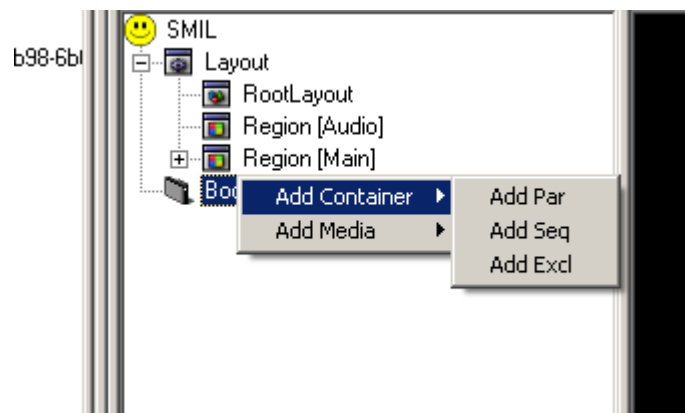 SMIL
b98-6b
Layout
RootLayout
Region [Audio]
Region [Main]
Add Container Add Par
Add Media Add Seq
Add Excl